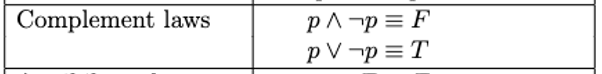 Complement laws p ∧ ¬p ≡ F
p ∨ ¬p ≡ T